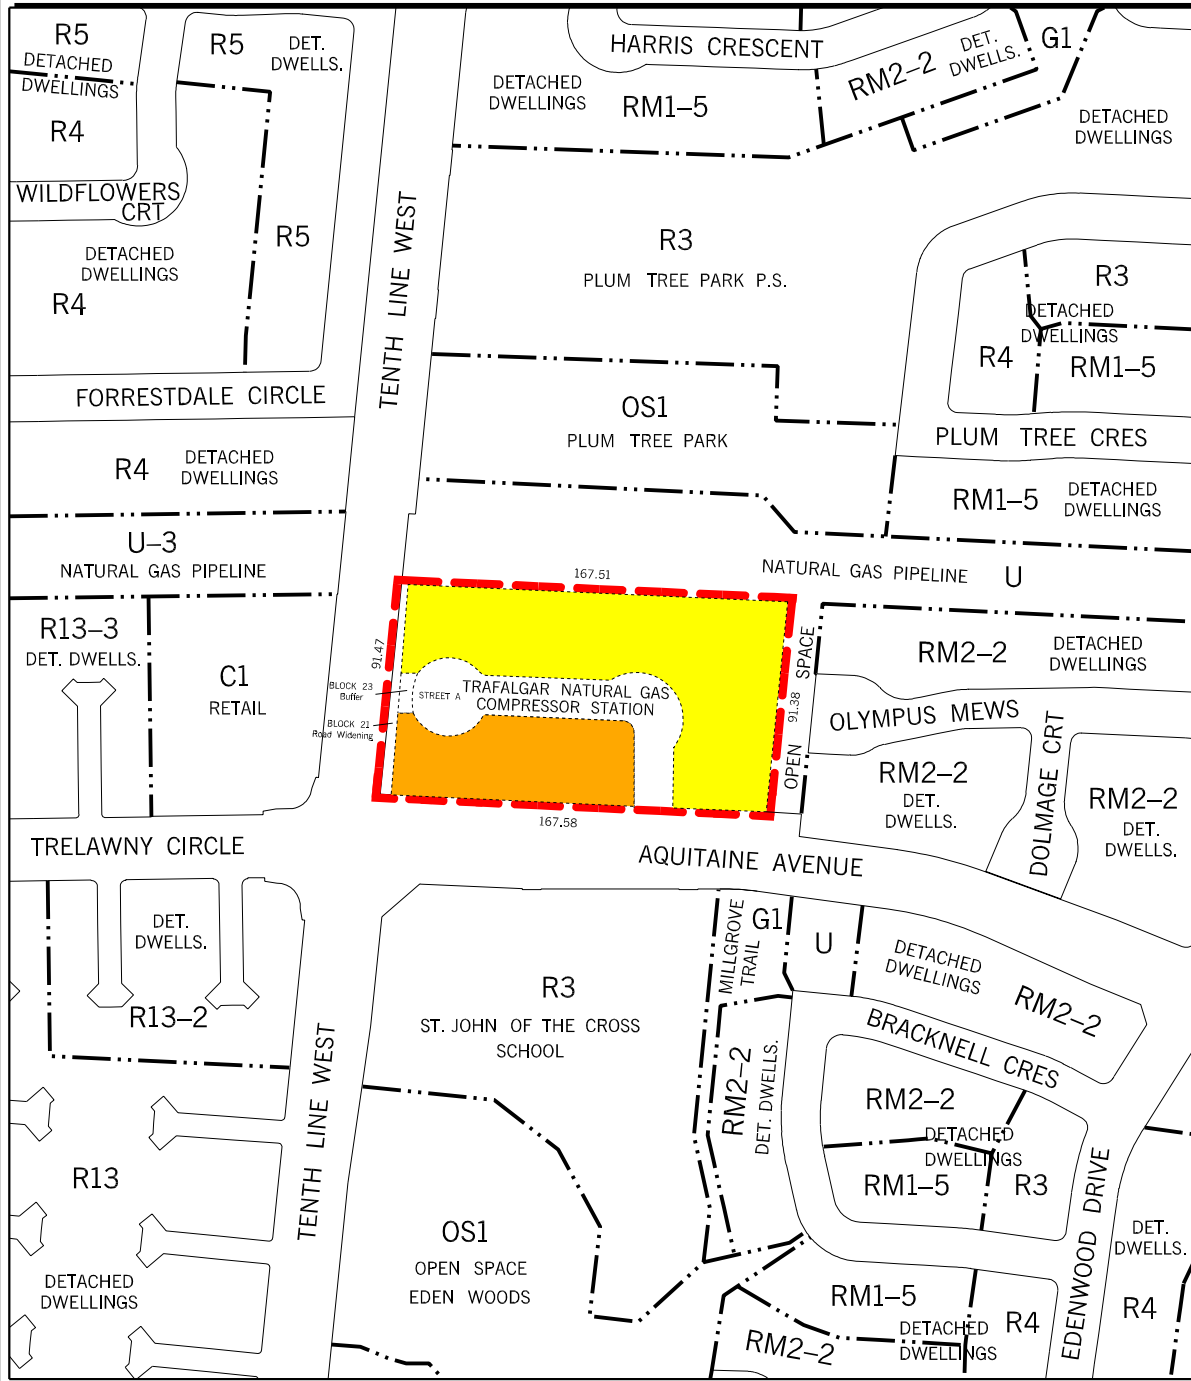 HARRIS CRESCENT
R5
DETACHED
DWELLINGS
R4
R5
DET.
DWELLS.
DETACHED
DWELLINGS
RM1–5
RM2–2
DET.
DWELLS.
G1
DETACHED
DWELLINGS
WILDFLOWERS
CRT
DETACHED
DWELLINGS
R4
R5
TENTH LINE WEST
R3
PLUM TREE PARK P.S.
R3
DETACHED
DWELLINGS
R4
RM1–5
FORRESTDALE CIRCLE
OS1
PLUM TREE PARK
PLUM TREE CRES
R4
DETACHED
DWELLINGS
RM1–5
DETACHED
DWELLINGS
U–3
NATURAL GAS PIPELINE
167.51
NATURAL GAS PIPELINE
U
R13–3
DET. DWELLS.
C1
RETAIL
91.47
BLOCK 23
Buffer
BLOCK 21
Road Widening
STREET A
TRAFALGAR NATURAL GAS
COMPRESSOR STATION
91.38
OPEN SPACE
RM2–2
DETACHED
DWELLINGS
OLYMPUS MEWS
DOLMAGE CRT
RM2–2
DET.
DWELLS.
RM2–2
DET.
DWELLS.
167.58
TRELAWNY CIRCLE
AQUITAINE AVENUE
DET.
DWELLS.
R13–2
TENTH LINE WEST
R3
ST. JOHN OF THE CROSS
SCHOOL
MILLGROVE
TRAIL
G1
U
DETACHED
DWELLINGS
RM2–2
BRACKNELL CRES
RM2–2
DET. DWELLS.
RM2–2
DETACHED
DWELLINGS
RM1–5
R3
EDENWOOD DRIVE
DET.
DWELLS.
R13
DETACHED
DWELLINGS
OS1
OPEN SPACE
EDEN WOODS
RM1–5
DETACHED
DWELLINGS
R4
R4
RM2–2